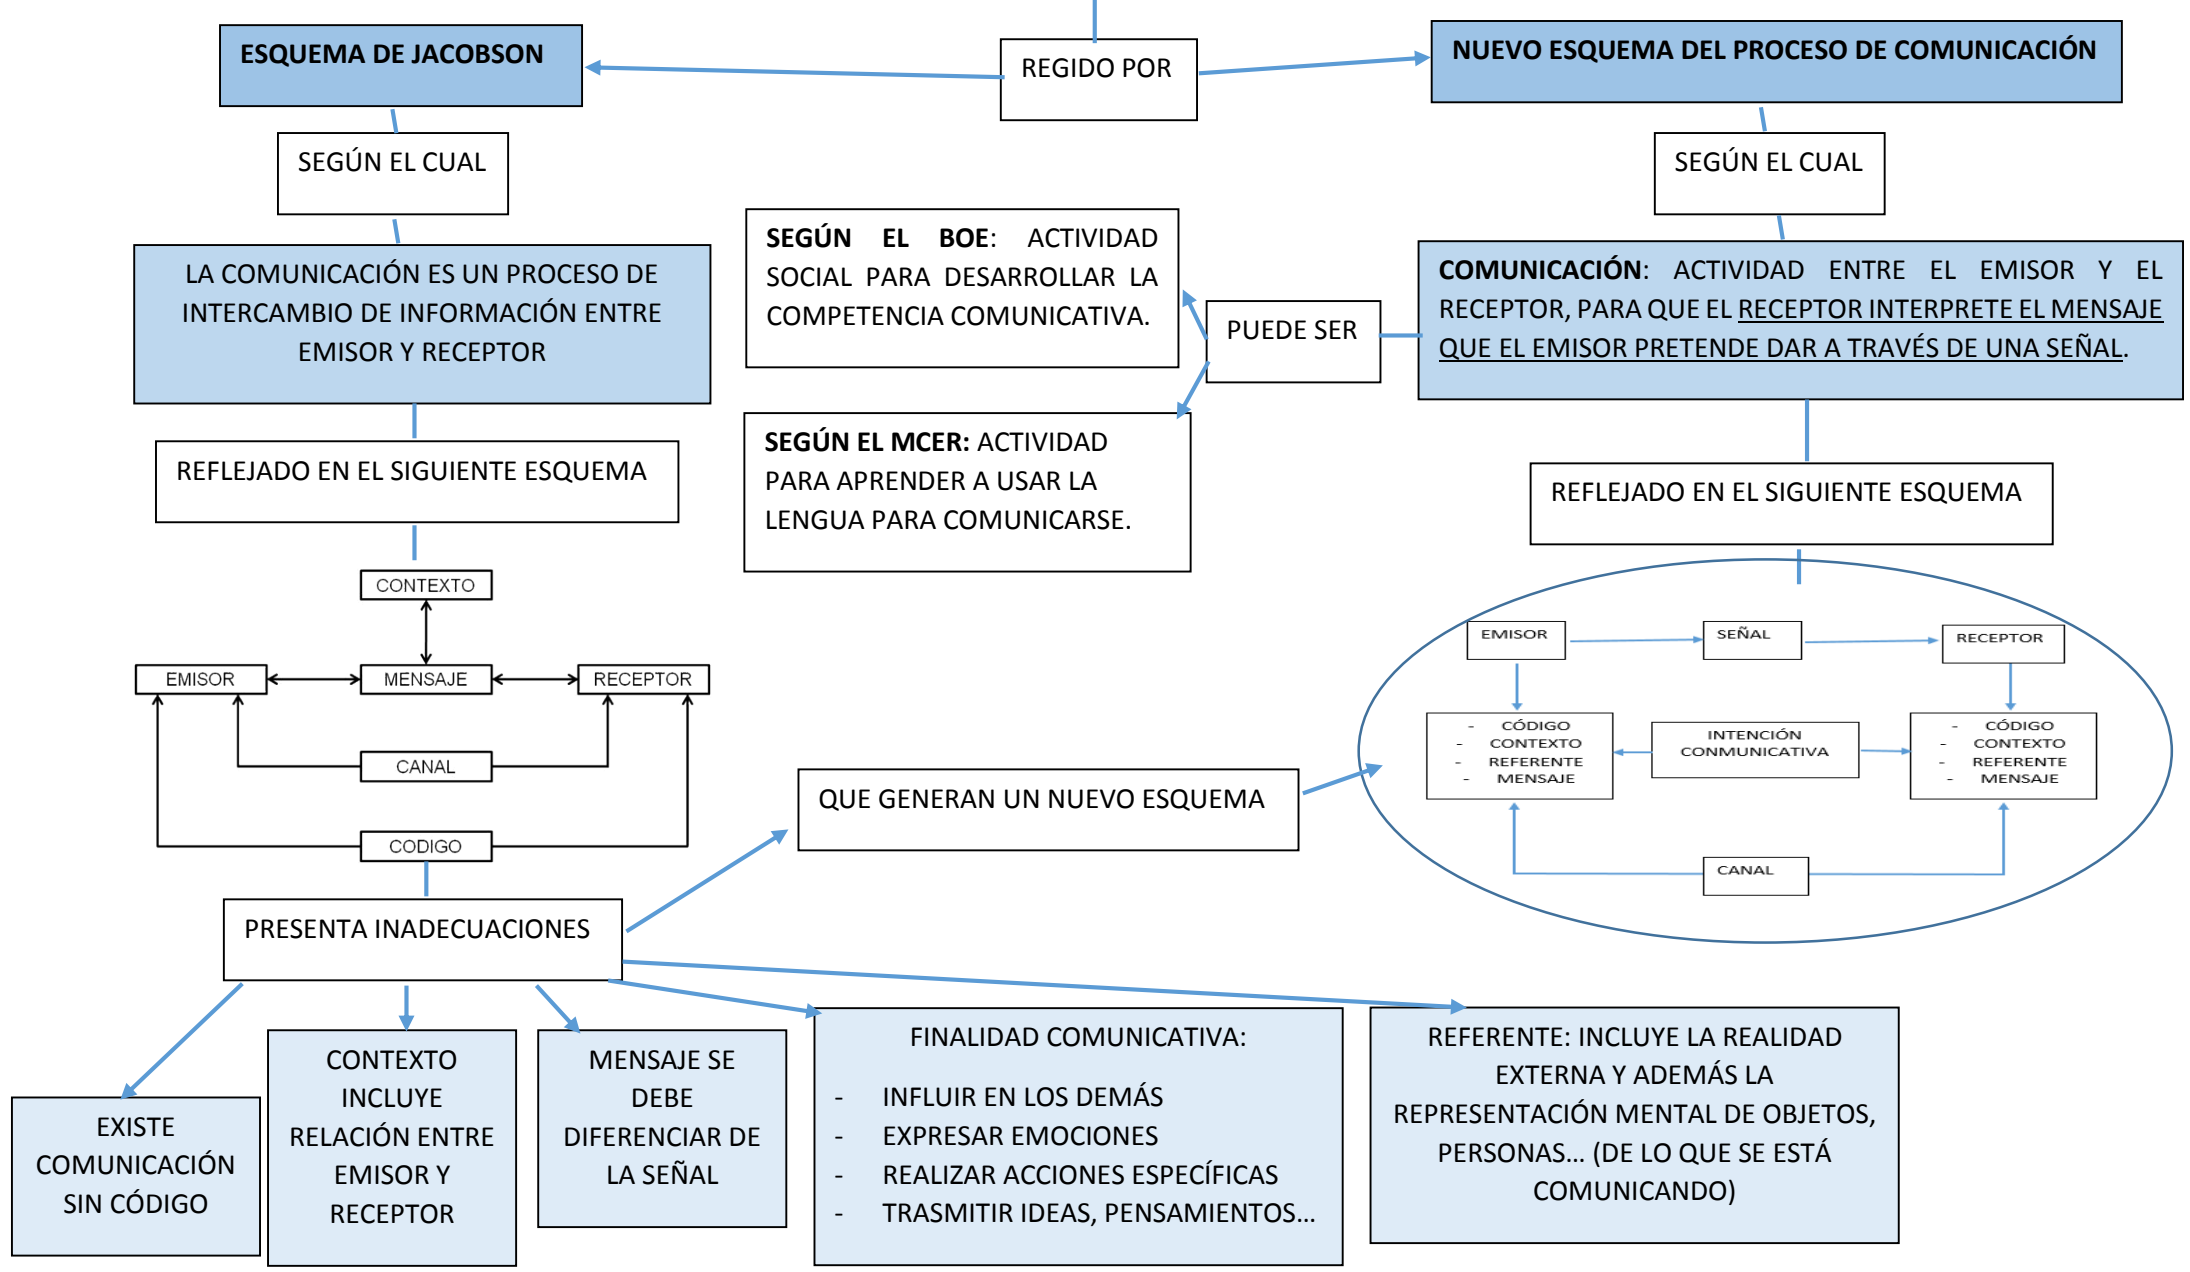 ESQUEMA DE JACOBSON
REGIDO POR
NUEVO ESQUEMA DEL PROCESO DE COMUNICACIÓN
SEGÚN EL CUAL
SEGÚN EL CUAL
LA COMUNICACIÓN ES UN PROCESO DE
INTERCAMBIO DE INFORMACIÓN ENTRE
EMISOR Y RECEPTOR
SEGÚN EL BOE: ACTIVIDAD
SOCIAL PARA DESARROLLAR LA
COMPETENCIA COMUNICATIVA.
PUEDE SER
COMUNICACIÓN: ACTIVIDAD ENTRE EL EMISOR Y EL
RECEPTOR, PARA QUE EL RECEPTOR INTERPRETE EL MENSAJE
QUE EL EMISOR PRETENDE DAR A TRAVÉS DE UNA SEÑAL.
SEGÚN EL MCER: ACTIVIDAD
PARA APRENDER A USAR LA
LENGUA PARA COMUNICARSE.
REFLEJADO EN EL SIGUIENTE ESQUEMA
REFLEJADO EN EL SIGUIENTE ESQUEMA
CONTEXTO
EMISOR
MENSAJE
RECEPTOR
CANAL
CODIGO
EMISOR
SEÑAL
RECEPTOR
- CÓDIGO
- CONTEXTO
- REFERENTE
- MENSAJE
INTENCIÓN
CONMUNICATIVA
- CÓDIGO
- CONTEXTO
- REFERENTE
- MENSAJE
CANAL
QUE GENERAN UN NUEVO ESQUEMA
PRESENTA INADECUACIONES
EXISTE
COMUNICACIÓN
SIN CÓDIGO
CONTEXTO
INCLUYE
RELACIÓN ENTRE
EMISOR Y
RECEPTOR
MENSAJE SE
DEBE
DIFERENCIAR DE
LA SEÑAL
FINALIDAD COMUNICATIVA:
- INFLUIR EN LOS DEMÁS
- EXPRESAR EMOCIONES
- REALIZAR ACCIONES ESPECÍFICAS
- TRASMITIR IDEAS, PENSAMIENTOS…
REFERENTE: INCLUYE LA REALIDAD
EXTERNA Y ADEMÁS LA
REPRESENTACIÓN MENTAL DE OBJETOS,
PERSONAS… (DE LO QUE SE ESTÁ
COMUNICANDO)